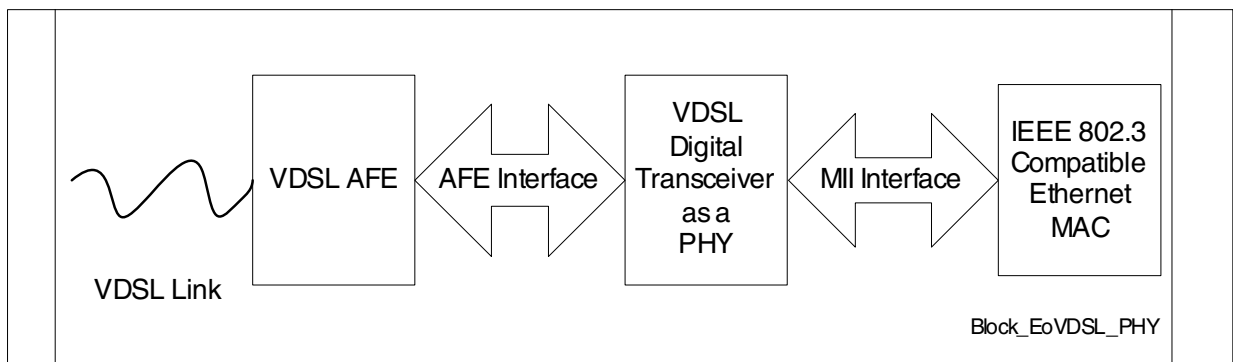 VDSL Link
VDSL AFE
AFE Interface
VDSL
Digital
Transceiver
as a
PHY
MII Interface
IEEE 802.3
Compatible
Ethernet
MAC
Block_EoVDSL_PHY